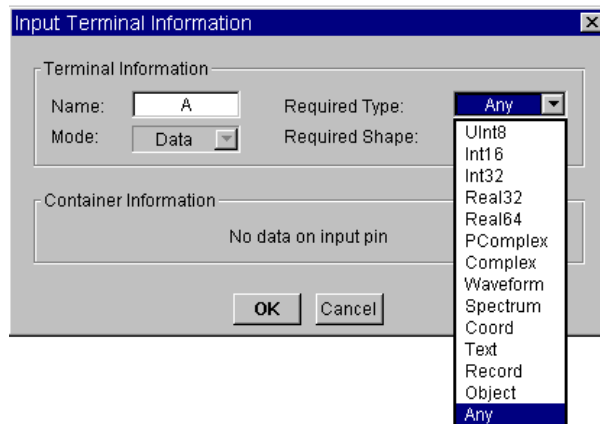 Input Terminal Information
Terminal Information
Name: A Required Type: Any
Mode: Data Required Shape:
UInt8
Int16
Int32
Real32
Real64
PComplex
Complex
Waveform
Spectrum
Coord
Text
Record
Object
Any
Container Information
No data on input pin
OK Cancel